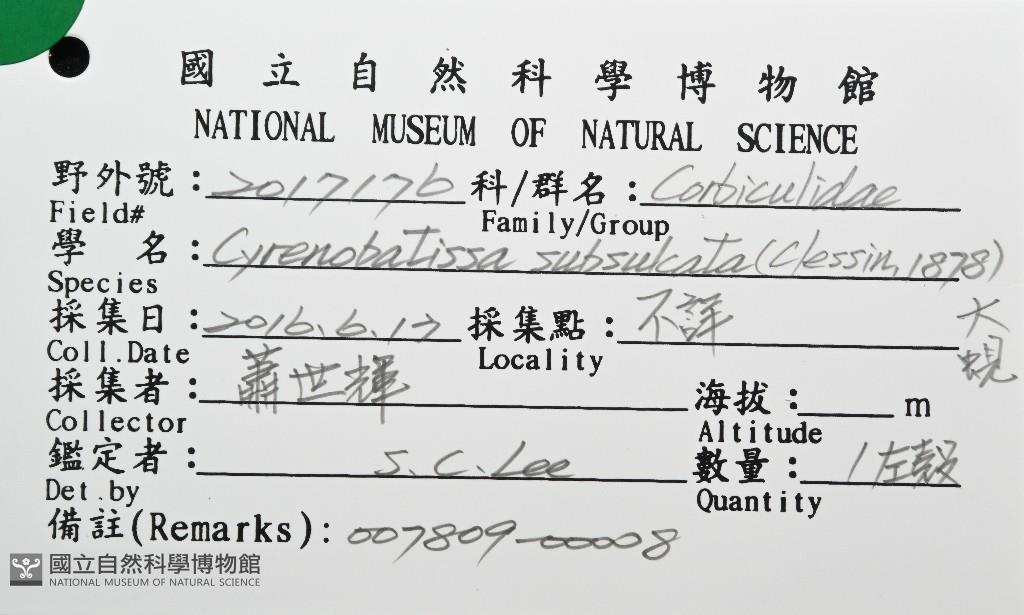 國立自然科學博物館
NATIONAL MUSEUM OF NATURAL SCIENCE
野外號：2017176 科/群名：Corbiculidae
Field# Family/Group
學 名：Cyrenobatissa subsulcata (Clessin, 1878)
Species
採集日：2016.6.17 採集點：不詳 大蜆
Coll.Date Locality
採集者：蕭世輝 海拔：m
Collector Altitude
鑑定者：S.C.Lee 數量：1左殼
Det.by Quantity
備註(Remarks)：007809-00008
國立自然科學博物館
NATIONAL MUSEUM OF NATURAL SCIENCE